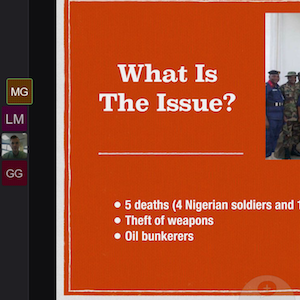 MG
LM
GG
What Is
The Issue?
• 5 deaths (4 Nigerian soldiers and 1
• Theft of weapons
• Oil bunkerers